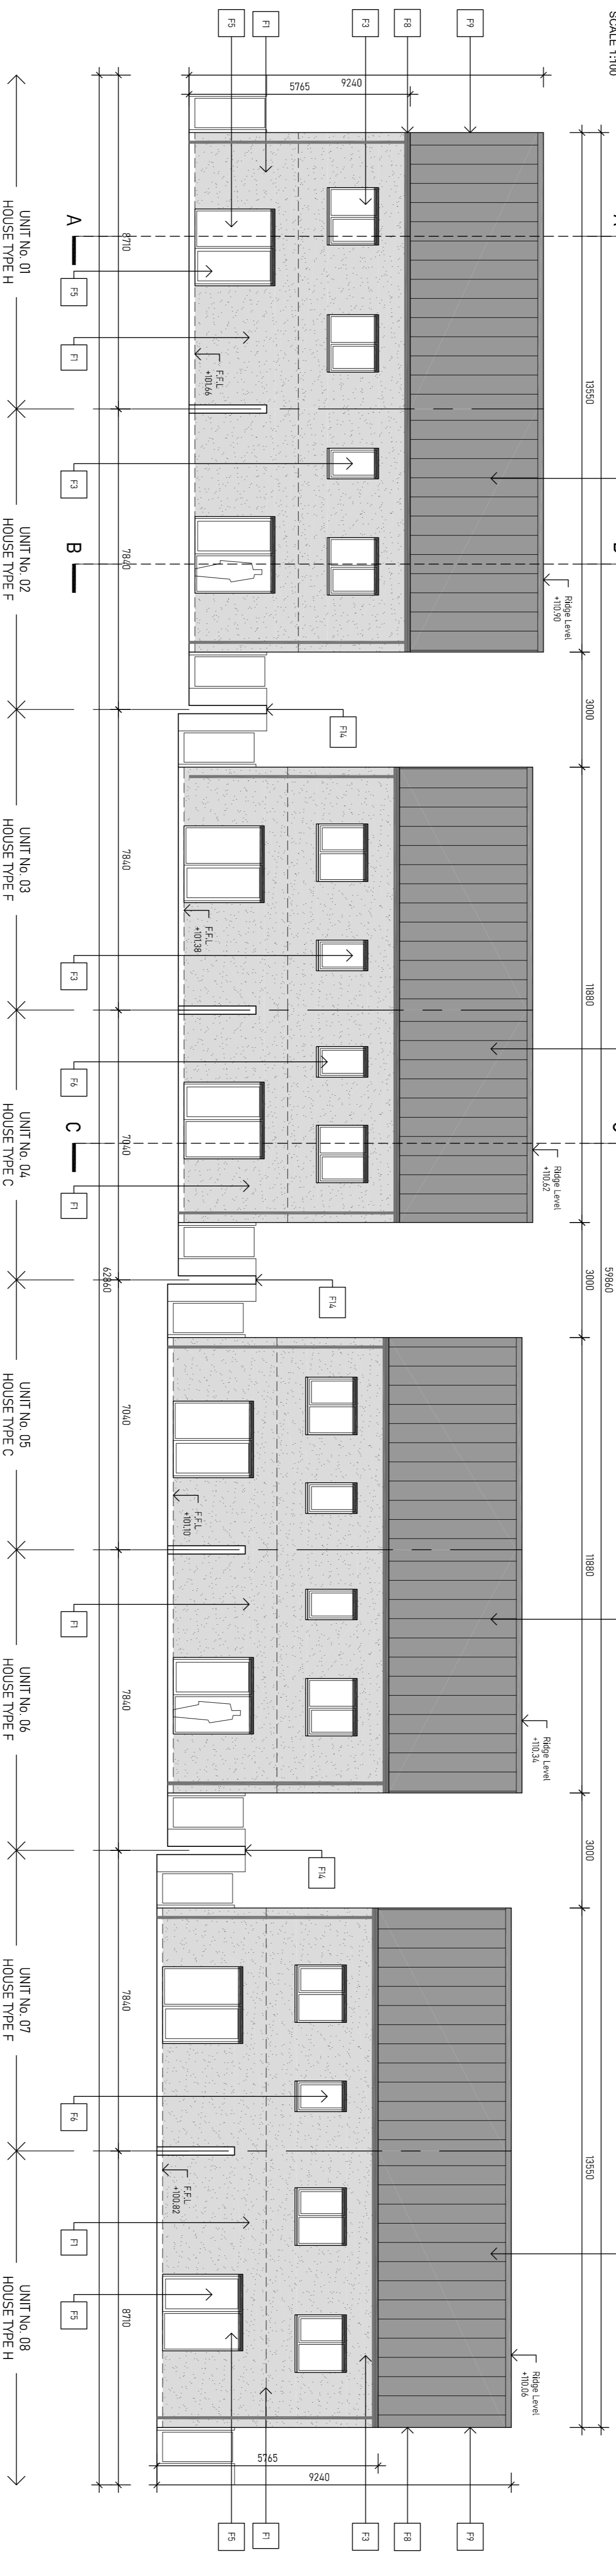 SCALE 1:100
59860
13550
3000
11880
3000
11880
3000
13550
F9
F8
F3
F1
F5
9240
5765
Ridge Level
+110.90
Ridge Level
+110.62
Ridge Level
+110.34
Ridge Level
+110.06
F14
F14
F14
F.F.L
+101.66
F.F.L
+101.38
F.F.L
+101.10
F.F.L
+100.82
5765
9240
F9
F8
F3
F1
F5
8710
7840
7840
7040
7040
7840
7840
8710
62860
F5
F1
F3
F3
F6
F1
F1
F6
F1
F5
A
B
C
UNIT No. 01
HOUSE TYPE H
UNIT No. 02
HOUSE TYPE F
UNIT No. 03
HOUSE TYPE F
UNIT No. 04
HOUSE TYPE C
UNIT No. 05
HOUSE TYPE C
UNIT No. 06
HOUSE TYPE F
UNIT No. 07
HOUSE TYPE F
UNIT No. 08
HOUSE TYPE H